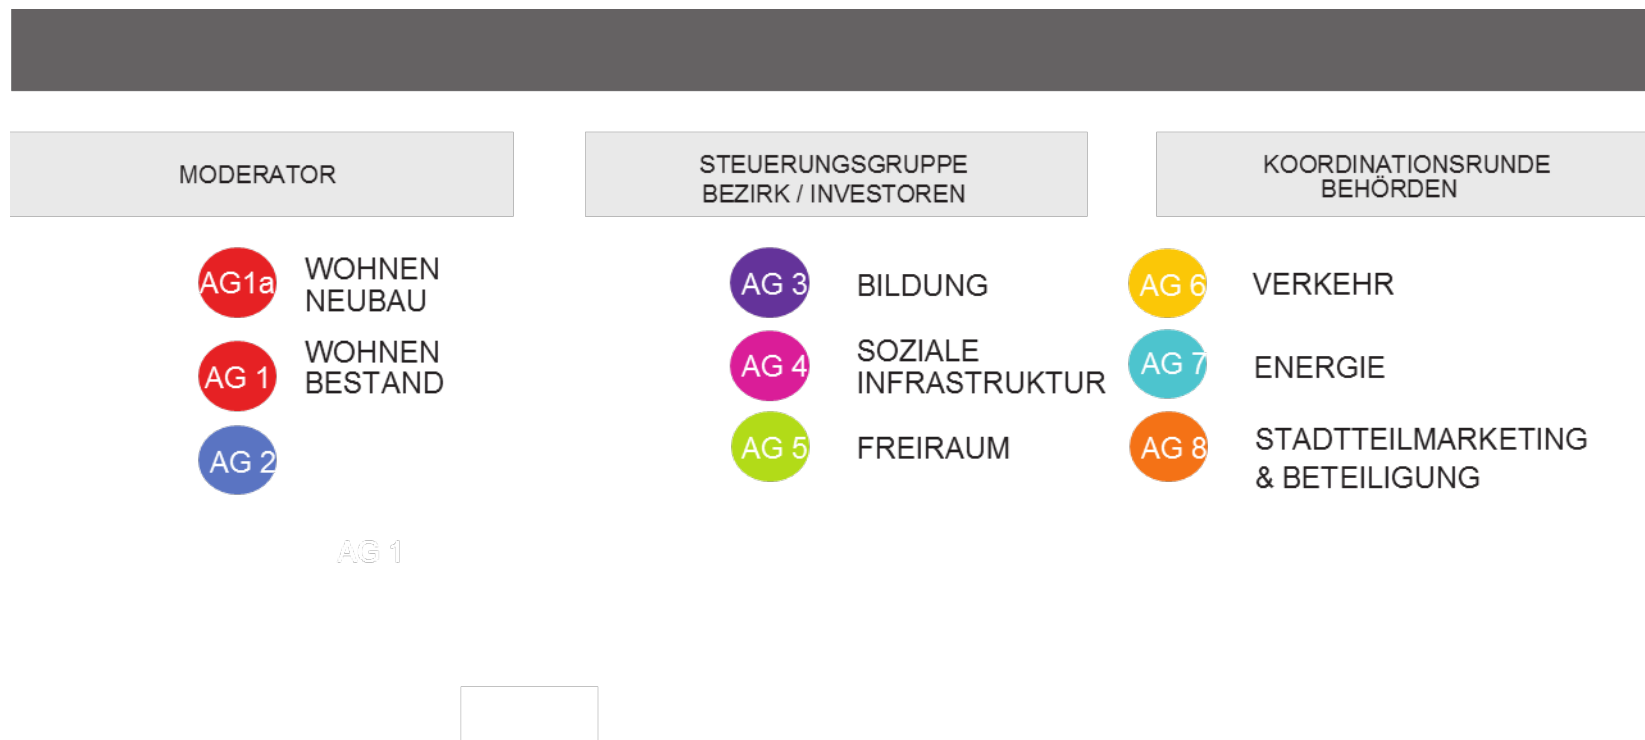 MODERATOR
STEUERUNGSGRUPPE
BEZIRK / INVESTOREN
KOORDINATIONSRUNDE
BEHÖRDEN
AG1a
WOHNEN
NEUBAU
AG 1
WOHNEN
BESTAND
AG 2
AG 3
BILDUNG
AG 4
SOZIALE
INFRASTRUKTUR
AG 5
FREIRAUM
AG 6
VERKEHR
AG 7
ENERGIE
AG 8
STADTTEILMARKETING
& BETEILIGUNG
AG 1